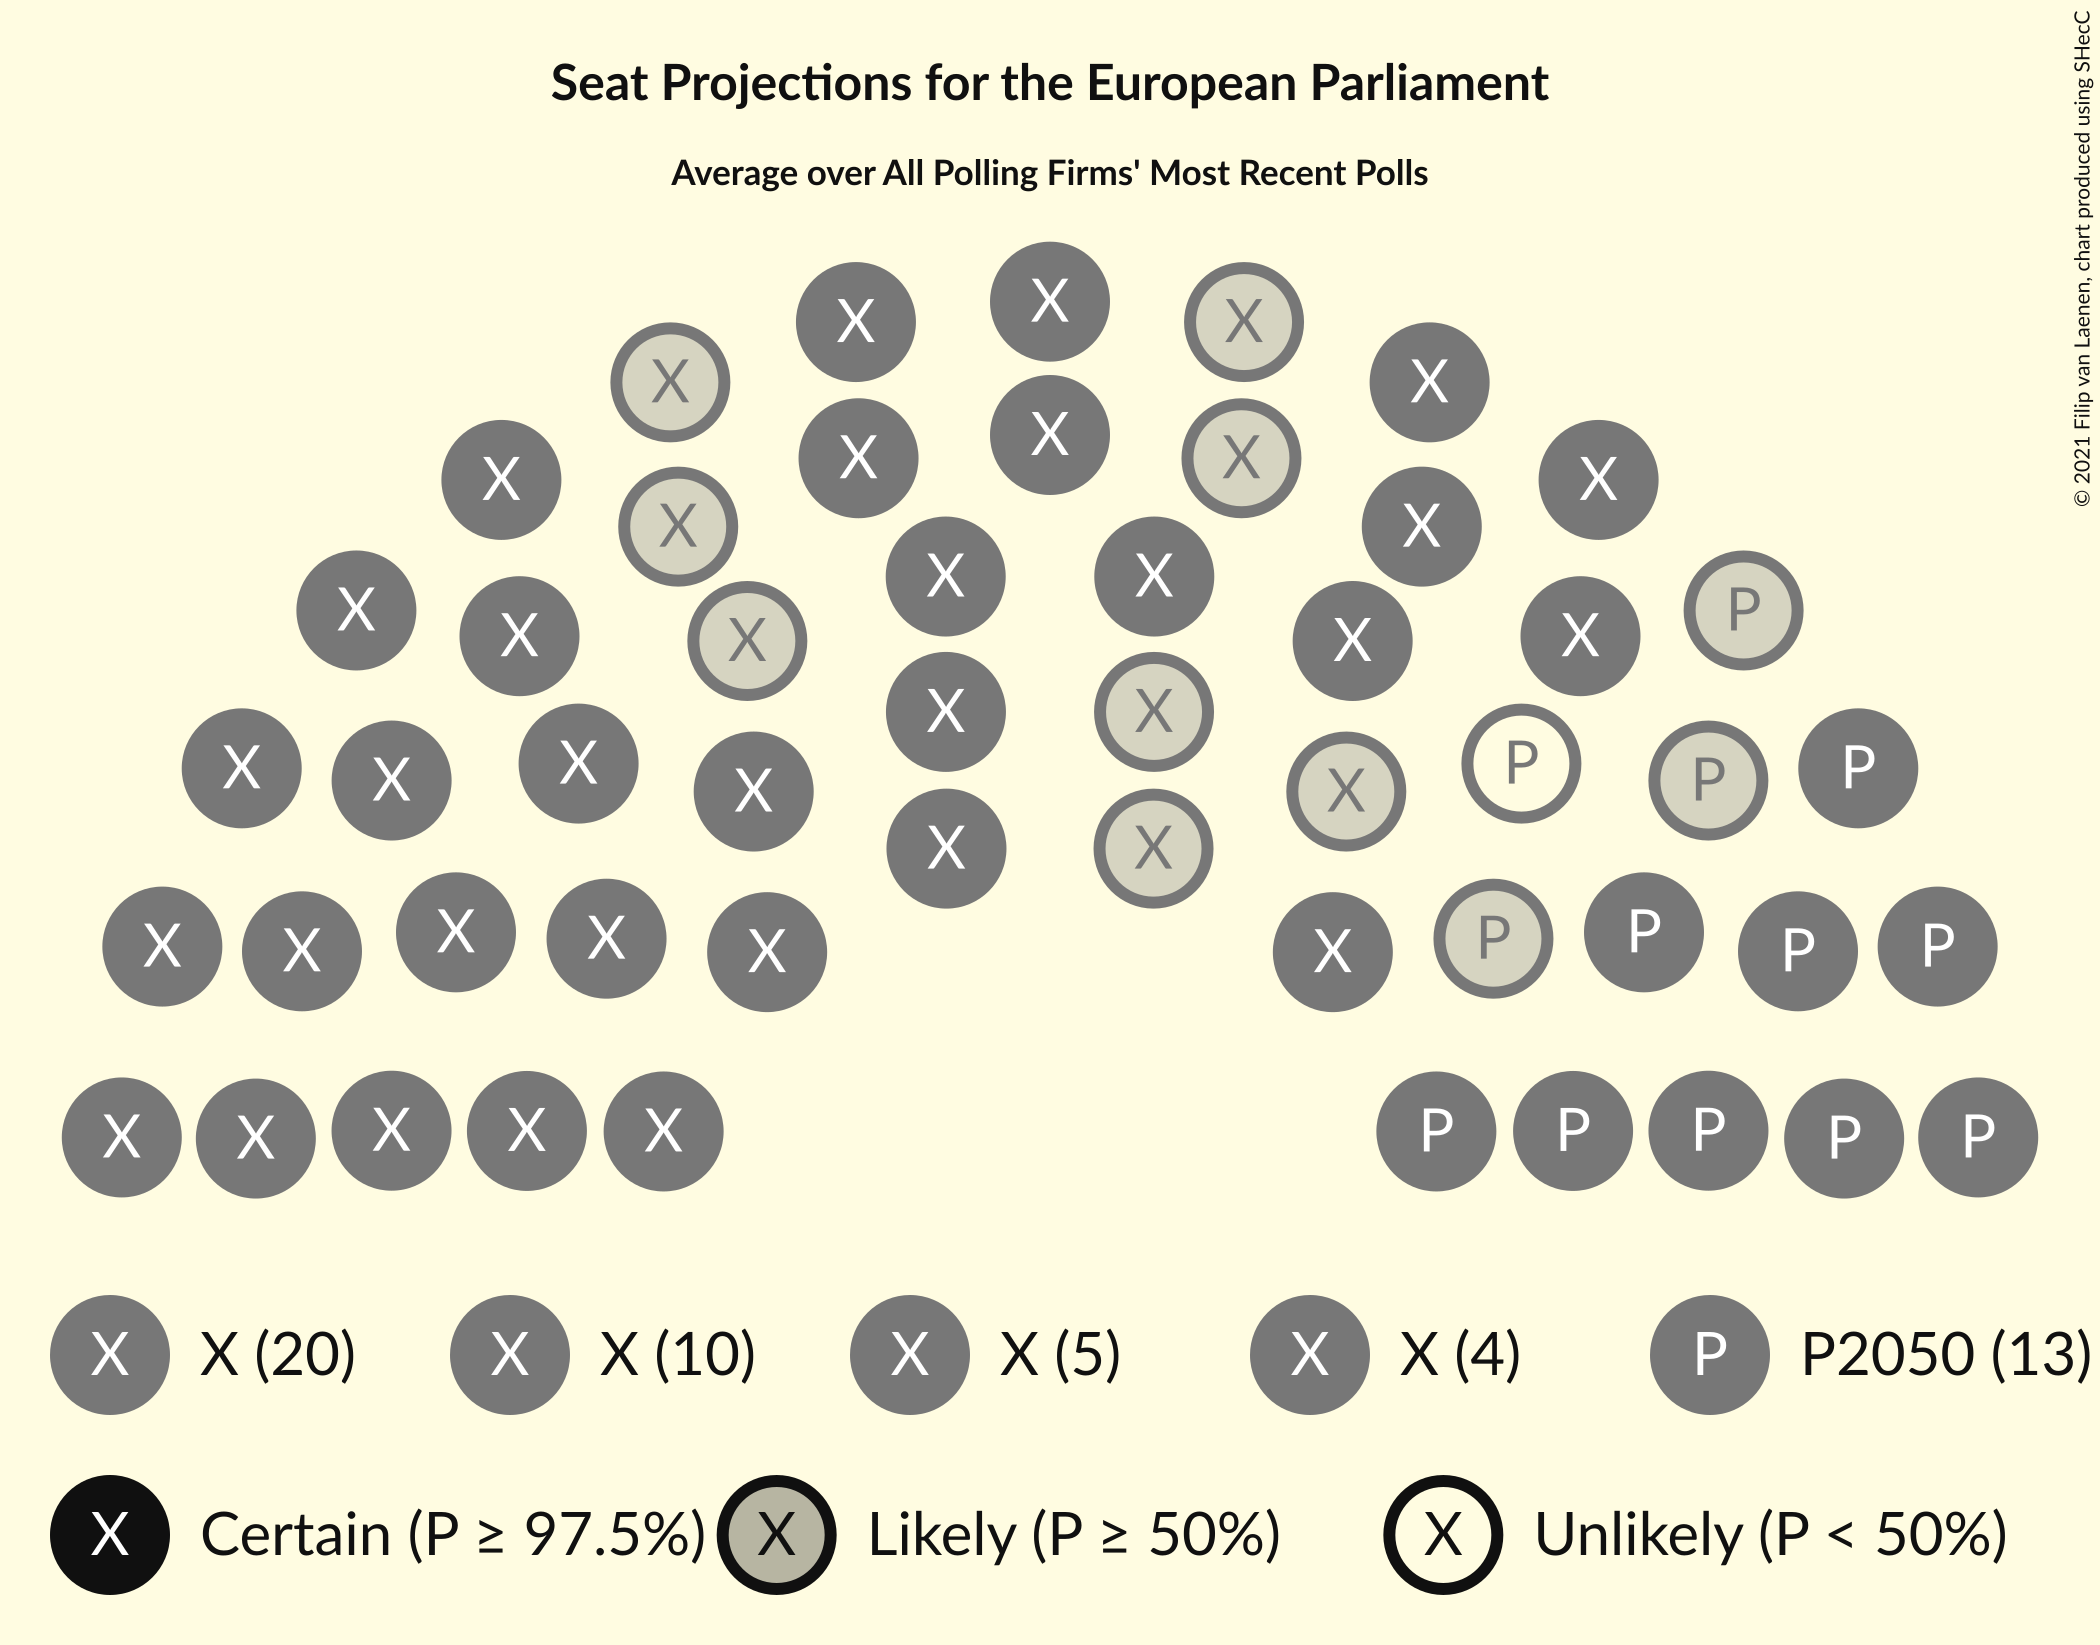 Seat Projections for the European Parliament
Average over All Polling Firms' Most Recent Polls
© 2021 Filip van Laenen, chart produced using SHecC
X
X X
X X
X
X X
X X
X X
X X
X X
X X
X X P
X X
X X
X P
X X P P
X X
X X
X X
X P P
X X X P P P
X X
X X P P P P
X X X X X P P P P P
X X (20) X X (10) X X (5) X X (4) P P2050 (13)
X Certain (P ≥ 97.5%) X Likely (P ≥ 50%) X Unlikely (P < 50%)